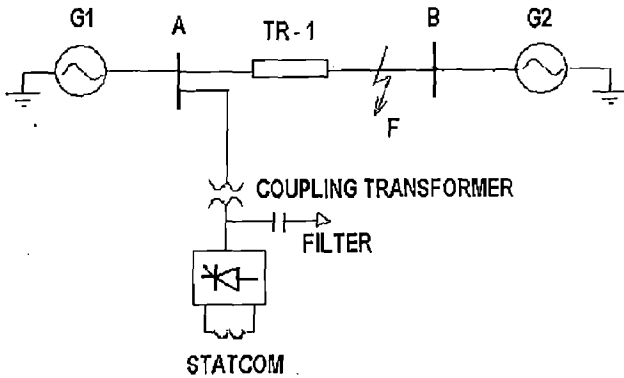 G1
A
TR-1
B
G2
F
COUPLING TRANSFORMER
FILTER
STATCOM